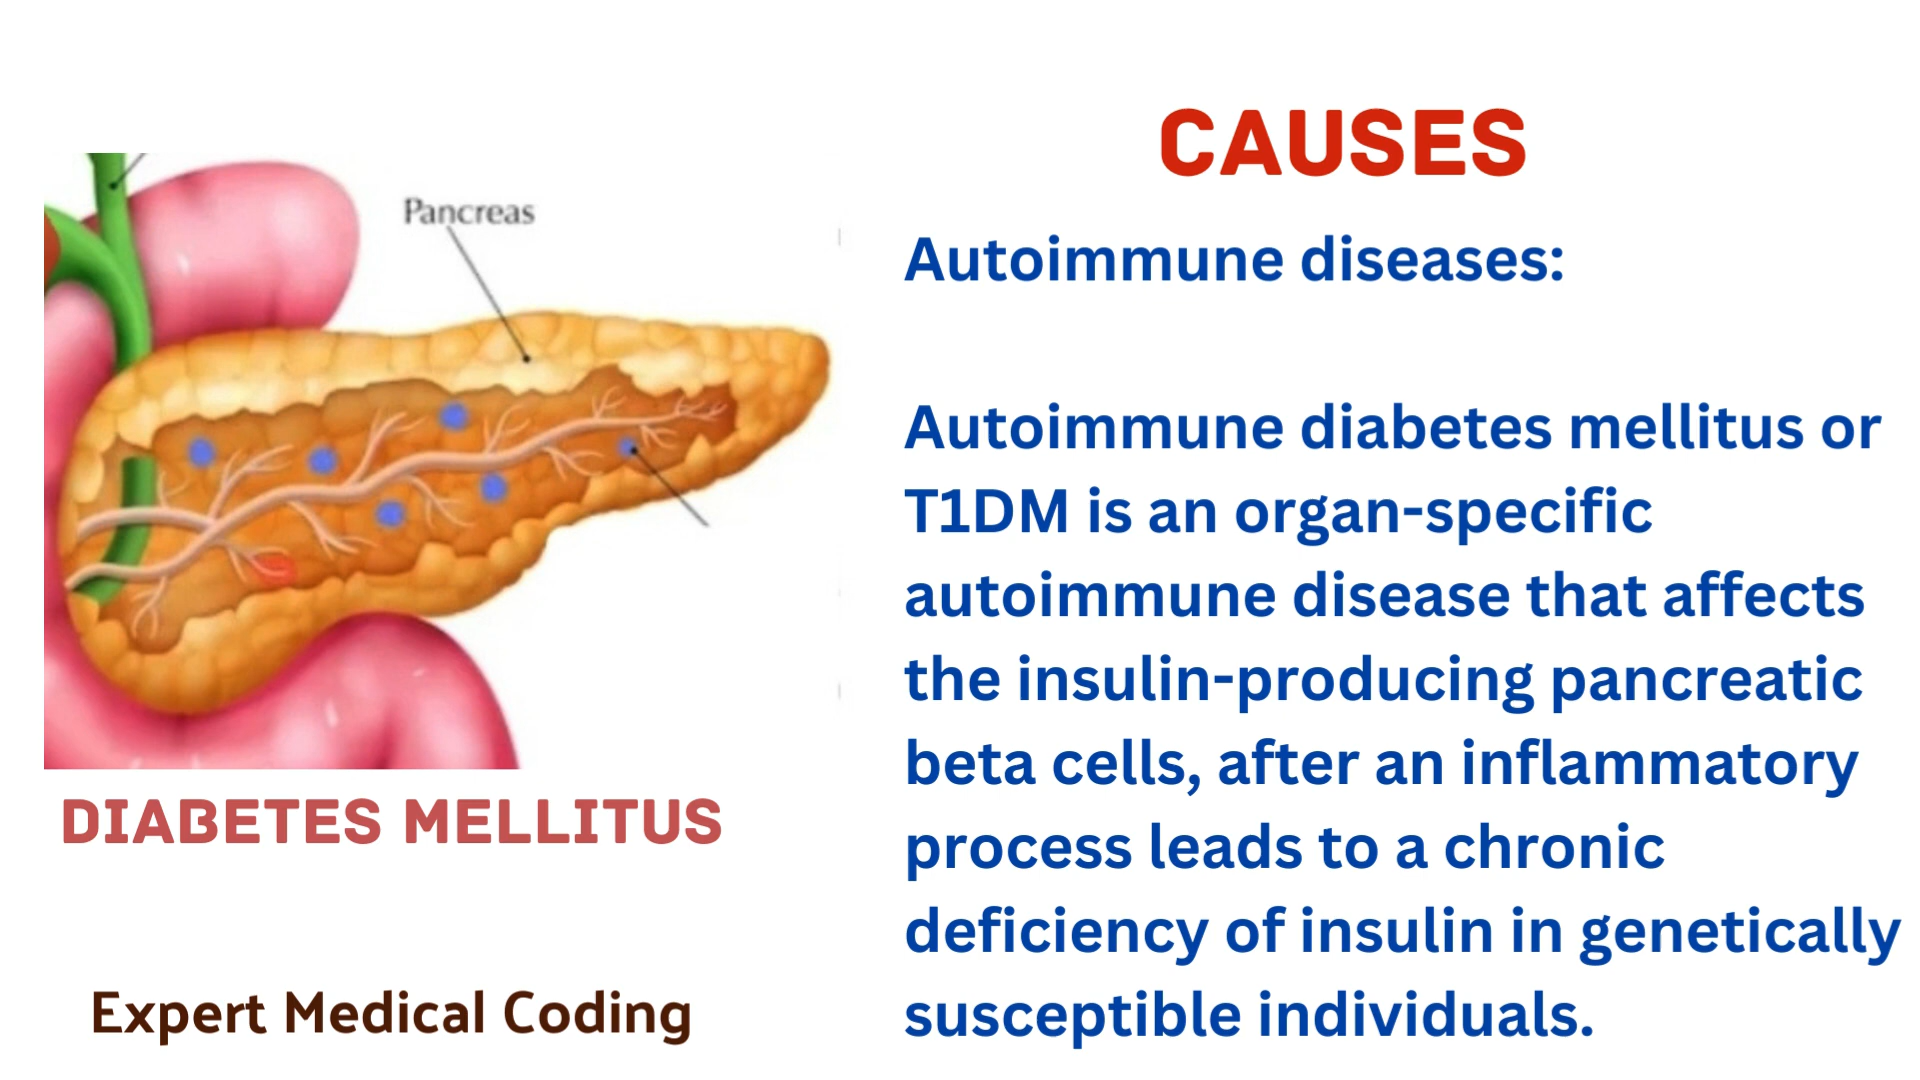 CAUSES
Pancreas
Autoimmune diseases:
Autoimmune diabetes mellitus or
T1DM is an organ-specific
autoimmune disease that affects
the insulin-producing pancreatic
beta cells, after an inflammatory
process leads to a chronic
deficiency of insulin in genetically
susceptible individuals.
DIABETES MELLITUS
Expert Medical Coding